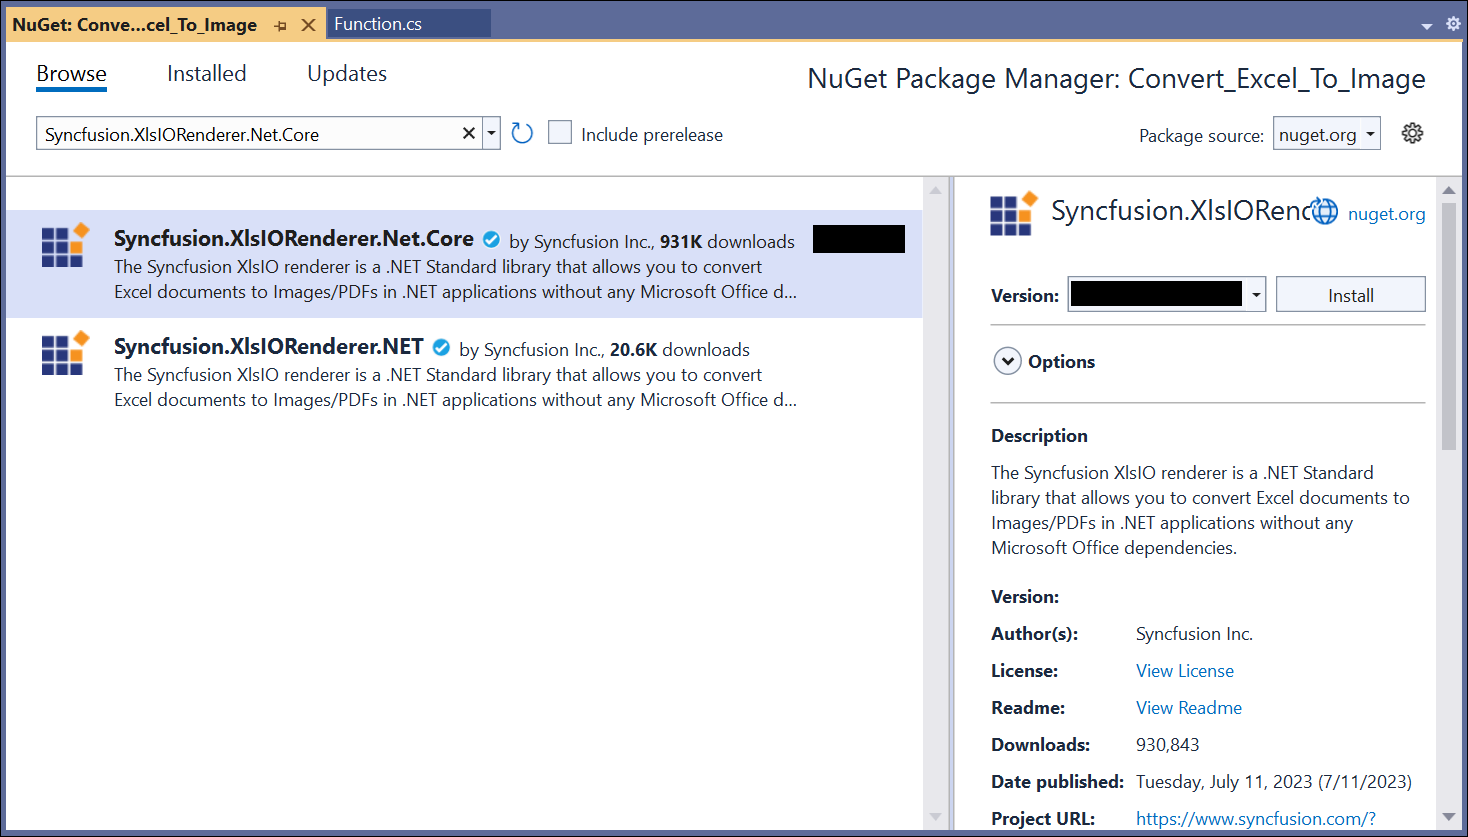 NuGet: Conve...cel_To_Image
Function.cs
Browse
Installed
Updates
NuGet Package Manager: Convert_Excel_To_Image
Syncfusion.XlsIORenderer.Net.Core
Include prerelease
Package source:
nuget.org
Syncfusion.XlsIORenderer.Net.Core by Syncfusion Inc., 931K downloads
The Syncfusion XlsIO renderer is a .NET Standard library that allows you to convert
Excel documents to Images/PDFs in .NET applications without any Microsoft Office d...
Syncfusion.XlsIORenderer.NET by Syncfusion Inc., 20.6K downloads
The Syncfusion XlsIO renderer is a .NET Standard library that allows you to convert
Excel documents to Images/PDFs in .NET applications without any Microsoft Office d...
Syncfusion.XlsIORenc
nuget.org
Version:
Install
Options
Description
The Syncfusion XlsIO renderer is a .NET Standard
library that allows you to convert Excel documents to
Images/PDFs in .NET applications without any
Microsoft Office dependencies.
Version:
Author(s): Syncfusion Inc.
License: View License
Readme: View Readme
Downloads: 930,843
Date published: Tuesday, July 11, 2023 (7/11/2023)
Project URL: https://www.syncfusion.com/?